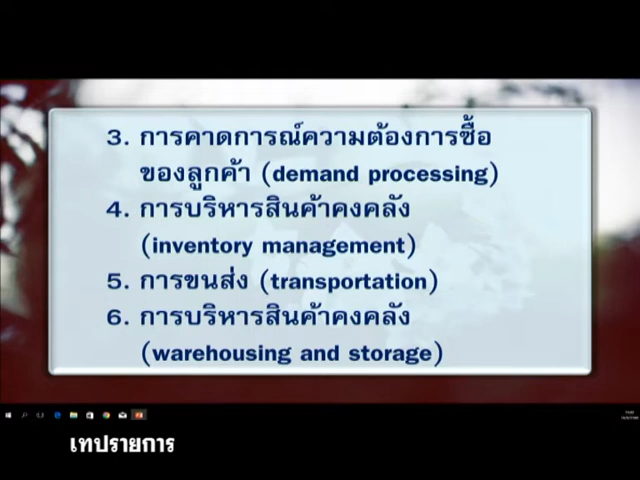 3. การคาดการณ์ความต้องการซื้อ
ของลูกค้า (demand processing)
4. การบริหารสินค้าคงคลัง
(inventory management)
5. การขนส่ง (transportation)
6. การบริหารสินค้าคงคลัง
(warehousing and storage)
เทปรายการ